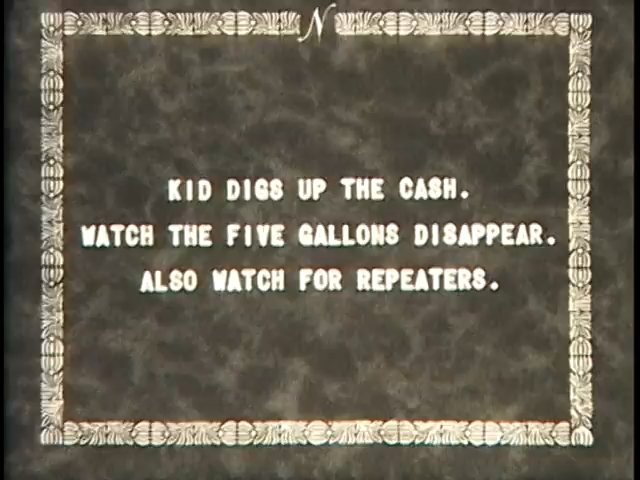 N
KID DIGS UP THE CASH.
WATCH THE FIVE GALLONS DISAPPEAR.
ALSO WATCH FOR REPEATERS.